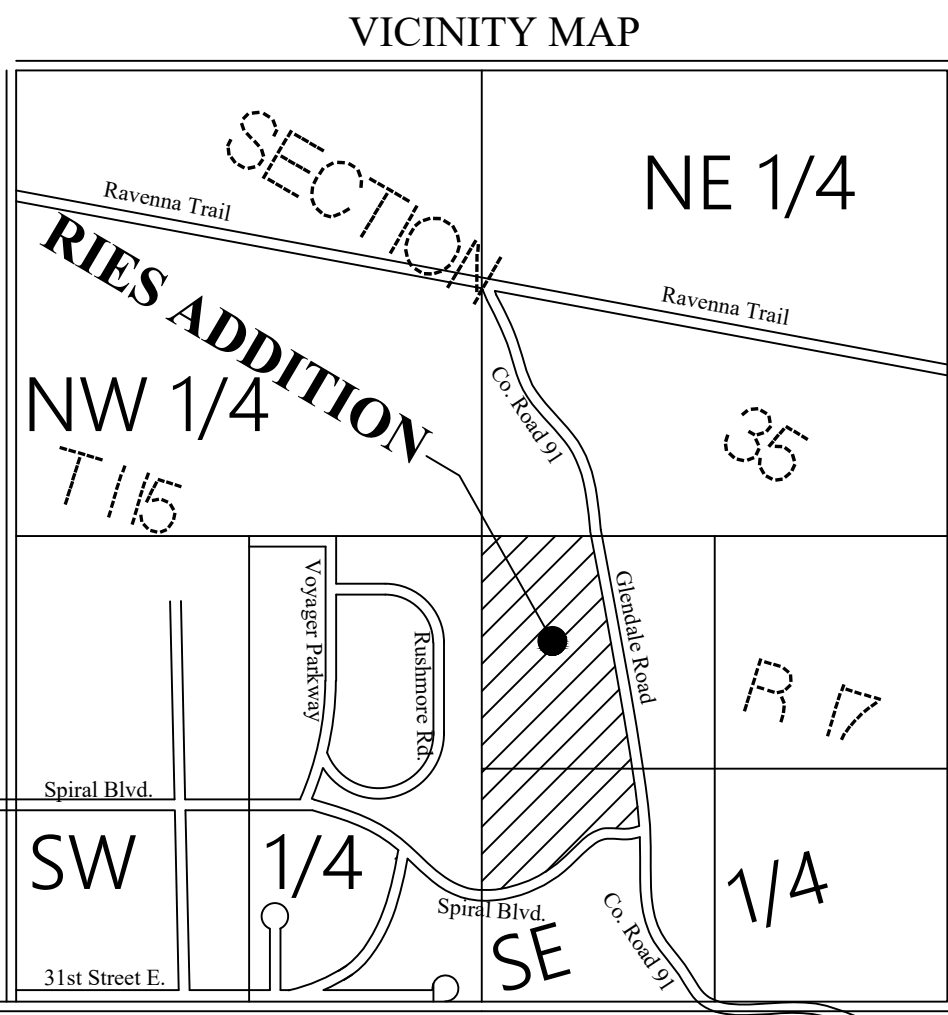 VICINITY MAP
SECTION
NE 1/4
Ravenna Trail
RIES ADDITION
Ravenna Trail
NW 1/4
Co. Road 91
35
T 115
Voyager Parkway
Rushmore Rd.
Glendale Road
R 17
Spiral Blvd.
SW 1/4
1/4
Spiral Blvd.
SE
Co. Road 91
31st Street E.